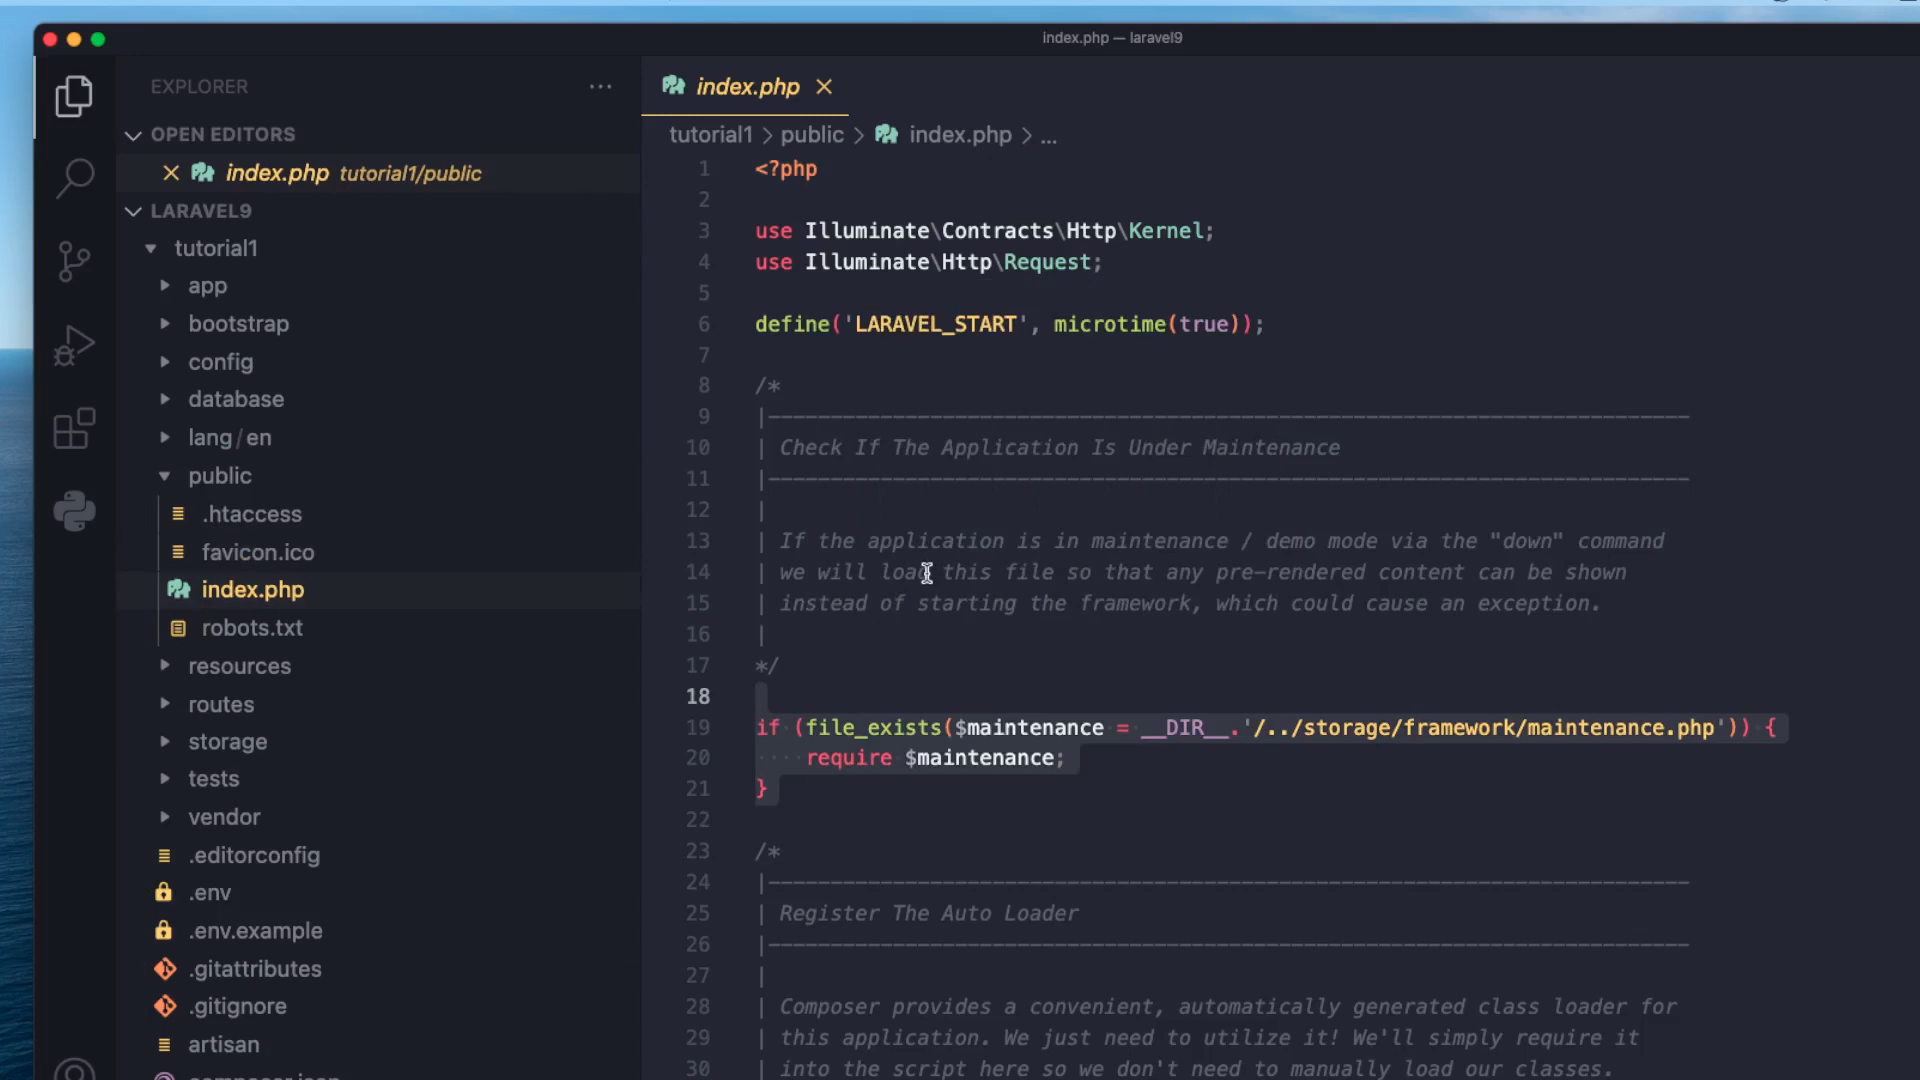 index.php — laravel9
EXPLORER
OPEN EDITORS
index.php tutorial1/public
LARAVEL9
tutorial1
app
bootstrap
config
database
lang/en
public
.htaccess
favicon.ico
index.php
robots.txt
resources
routes
storage
tests
vendor
.editorconfig
.env
.env.example
.gitattributes
.gitignore
artisan
index.php
tutorial1 > public > index.php > ...
1 <?php
2
3 use Illuminate\Contracts\Http\Kernel;
4 use Illuminate\Http\Request;
5
6 define('LARAVEL_START', microtime(true));
7
8 /*
9 |--------------------------------------------------------------------------
10 | Check If The Application Is Under Maintenance
11 |--------------------------------------------------------------------------
12 |
13 | If the application is in maintenance / demo mode via the "down" command
14 | we will load this file so that any pre-rendered content can be shown
15 | instead of starting the framework, which could cause an exception.
16 |
17 */
18
19 if (file_exists($maintenance = __DIR__.'/../storage/framework/maintenance.php')) {
20 require $maintenance;
21 }
22
23 /*
24 |--------------------------------------------------------------------------
25 | Register The Auto Loader
26 |--------------------------------------------------------------------------
27 |
28 | Composer provides a convenient, automatically generated class loader for
29 | this application. We just need to utilize it! We'll simply require it
30 | into the script here so we don't need to manually load our classes.